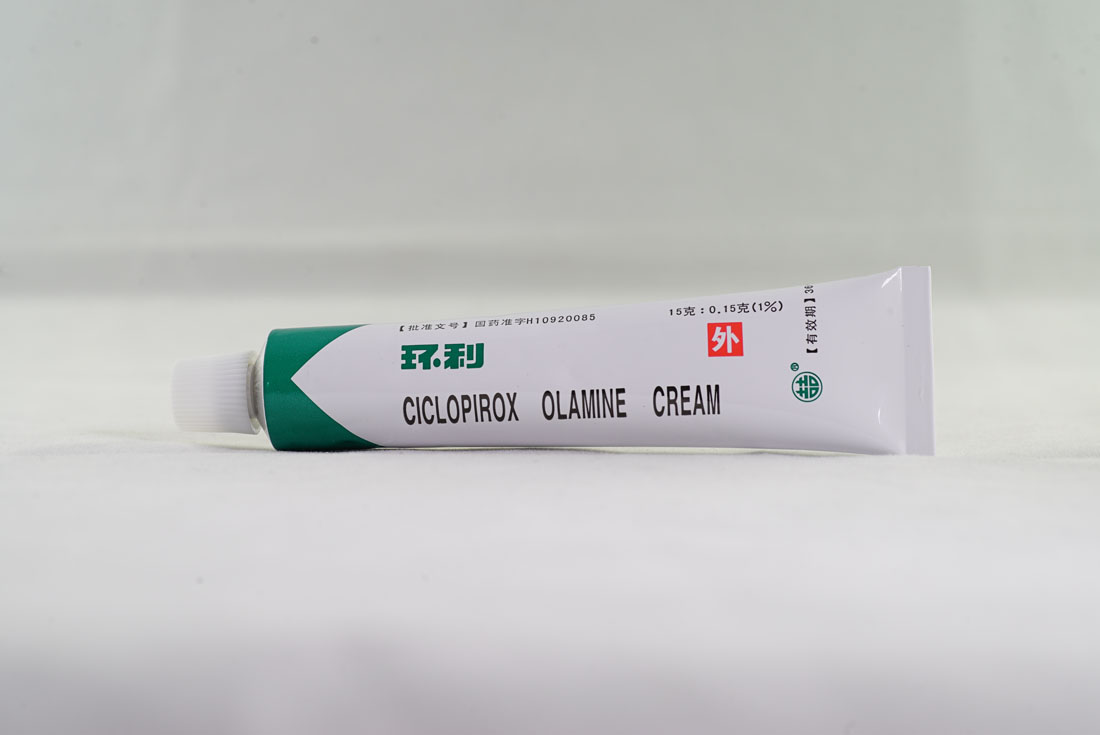 【批准文号】国药准字H10920085
15克:0.15克(1%)
环利
外
CICLOPIROX OLAMINE CREAM
【有效期】36
®